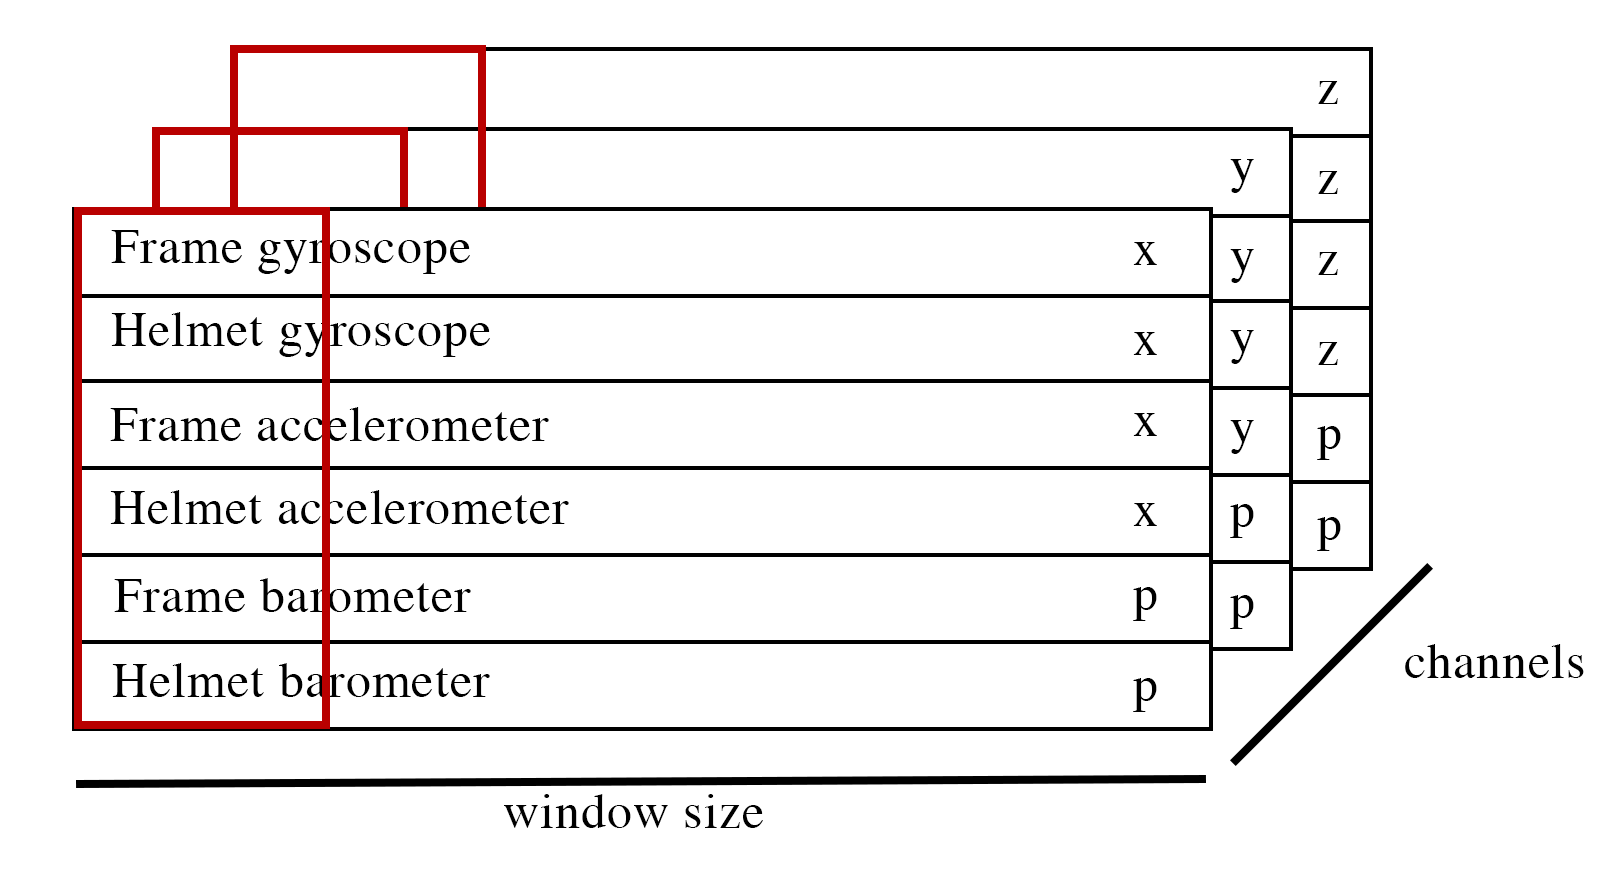 z
y z
Frame gyroscope x y z
Helmet gyroscope x y z
Frame accelerometer x y p
Helmet accelerometer x p p
Frame barometer p p
Helmet barometer p
channels
window size